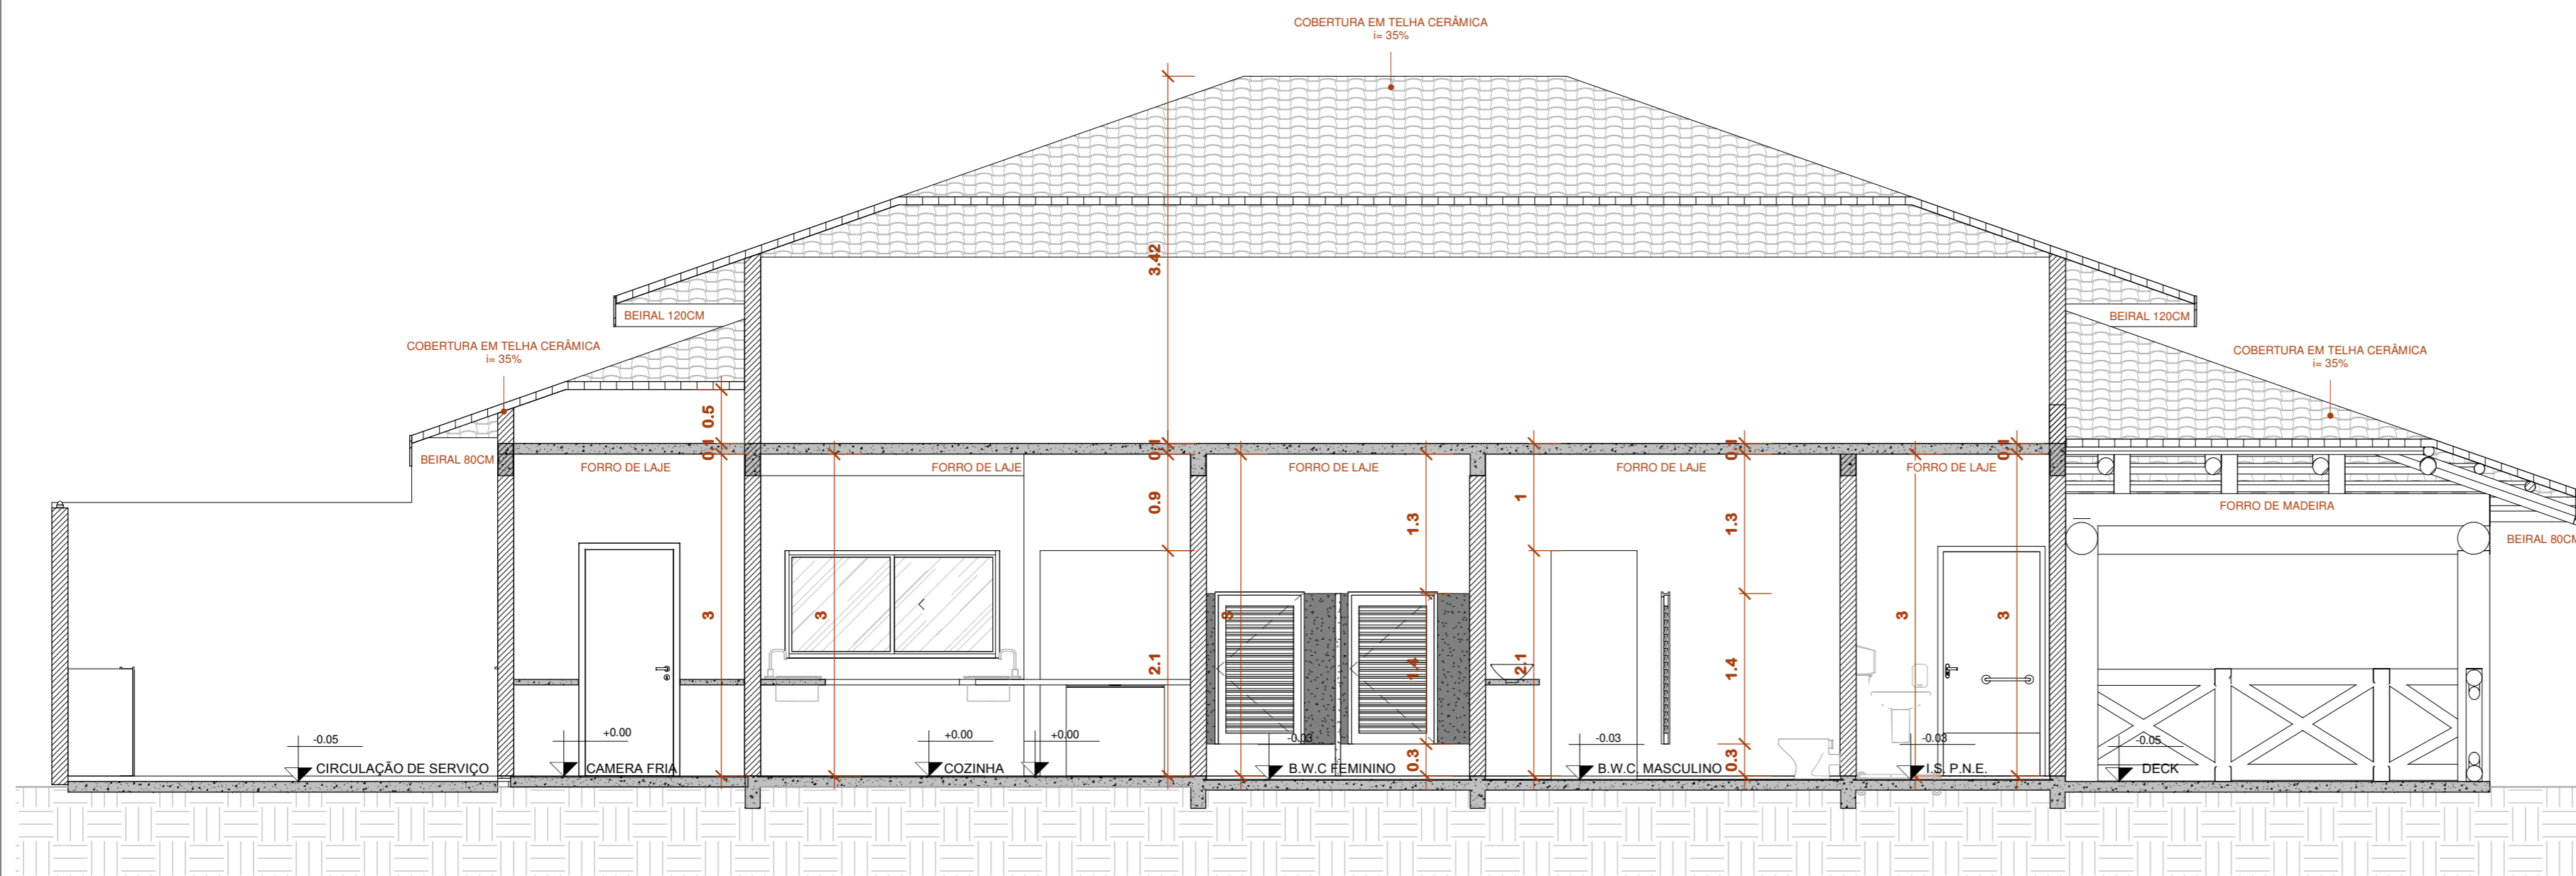 COBERTURA EM TELHA CERÂMICA
i= 35%
3.42
BEIRAL 120CM
BEIRAL 120CM
COBERTURA EM TELHA CERÂMICA
i= 35%
COBERTURA EM TELHA CERÂMICA
i= 35%
0.5
0.1
0.1
0.1
0.1
BEIRAL 80CM
FORRO DE LAJE
FORRO DE LAJE
FORRO DE LAJE
FORRO DE LAJE
FORRO DE LAJE
FORRO DE MADEIRA
BEIRAL 80CM
0.9
1.3
1
1.3
3
3
3
3
3
2.1
1.4
2.1
1.4
-0.05
+0.00
+0.00
+0.00
-0.03
-0.03
-0.03
-0.05
0.3
0.3
CIRCULAÇÃO DE SERVIÇO
CAMERA FRIA
COZINHA
B.W.C FEMININO
B.W.C. MASCULINO
I.S. P.N.E.
DECK